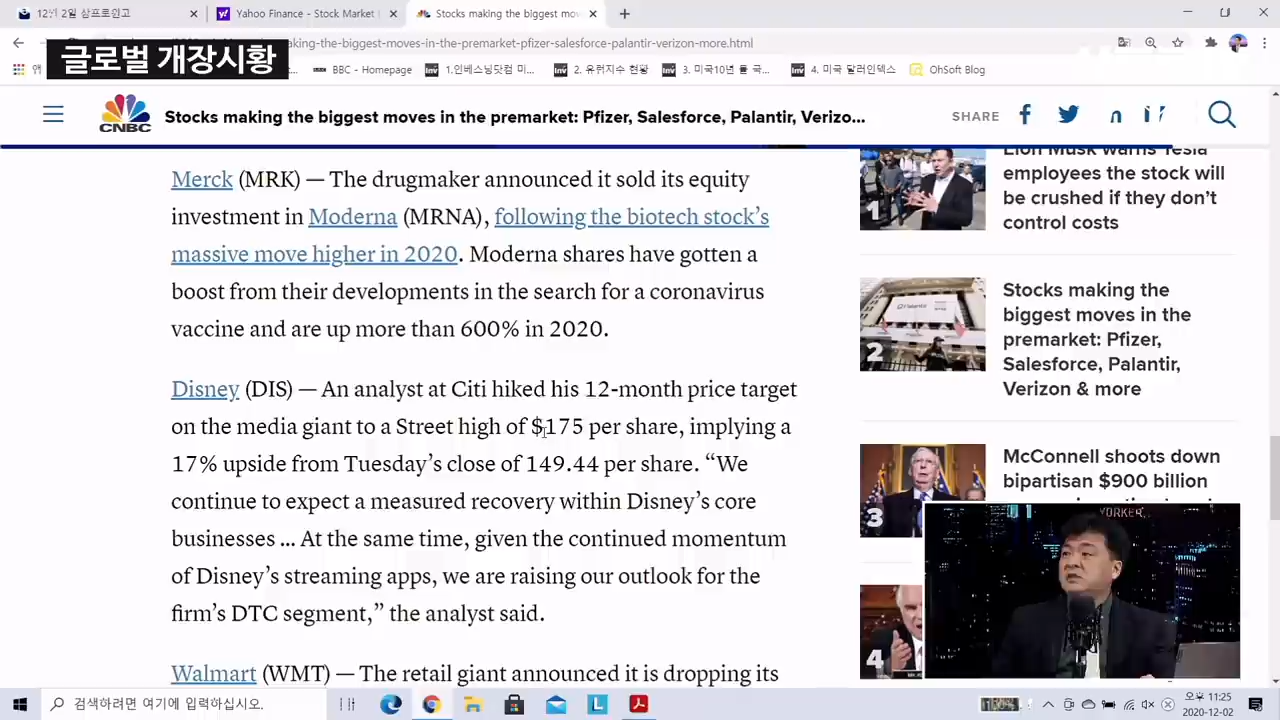 12월 2일 삼프로인고
Yahoo Finance - Stock Market |
Stocks making the biggest mov
글로벌 개장시황
aking-the-biggest-moves-in-the-premarket-pfizer-salesforce-palantir-verizon-more.html
BBC - Homepage
1.인베스닝닷컴 미...
2. 유럽지수 현황
3. 미국10년 물 국...
4. 미국 달러인덱스
OhSoft Blog
CNBC
Stocks making the biggest moves in the premarket: Pfizer, Salesforce, Palantir, Verizo...
SHARE
Merck (MRK) — The drugmaker announced it sold its equity
investment in Moderna (MRNA), following the biotech stock’s
massive move higher in 2020. Moderna shares have gotten a
boost from their developments in the search for a coronavirus
vaccine and are up more than 600% in 2020.
Disney (DIS) — An analyst at Citi hiked his 12-month price target
on the media giant to a Street high of $175 per share, implying a
17% upside from Tuesday’s close of 149.44 per share. “We
continue to expect a measured recovery within Disney’s core
businesses ... At the same time, given the continued momentum
of Disney’s streaming apps, we are raising our outlook for the
firm’s DTC segment,” the analyst said.
Walmart (WMT) — The retail giant announced it is dropping its
Elon Musk warns Tesla
employees the stock will
be crushed if they don’t
control costs
1
Stocks making the
biggest moves in the
premarket: Pfizer,
Salesforce, Palantir,
Verizon & more
2
McConnell shoots down
bipartisan $900 billion
3
4
YORKER
검색하려면 여기에 입력하십시오.
오후 11:25
2020-12-02